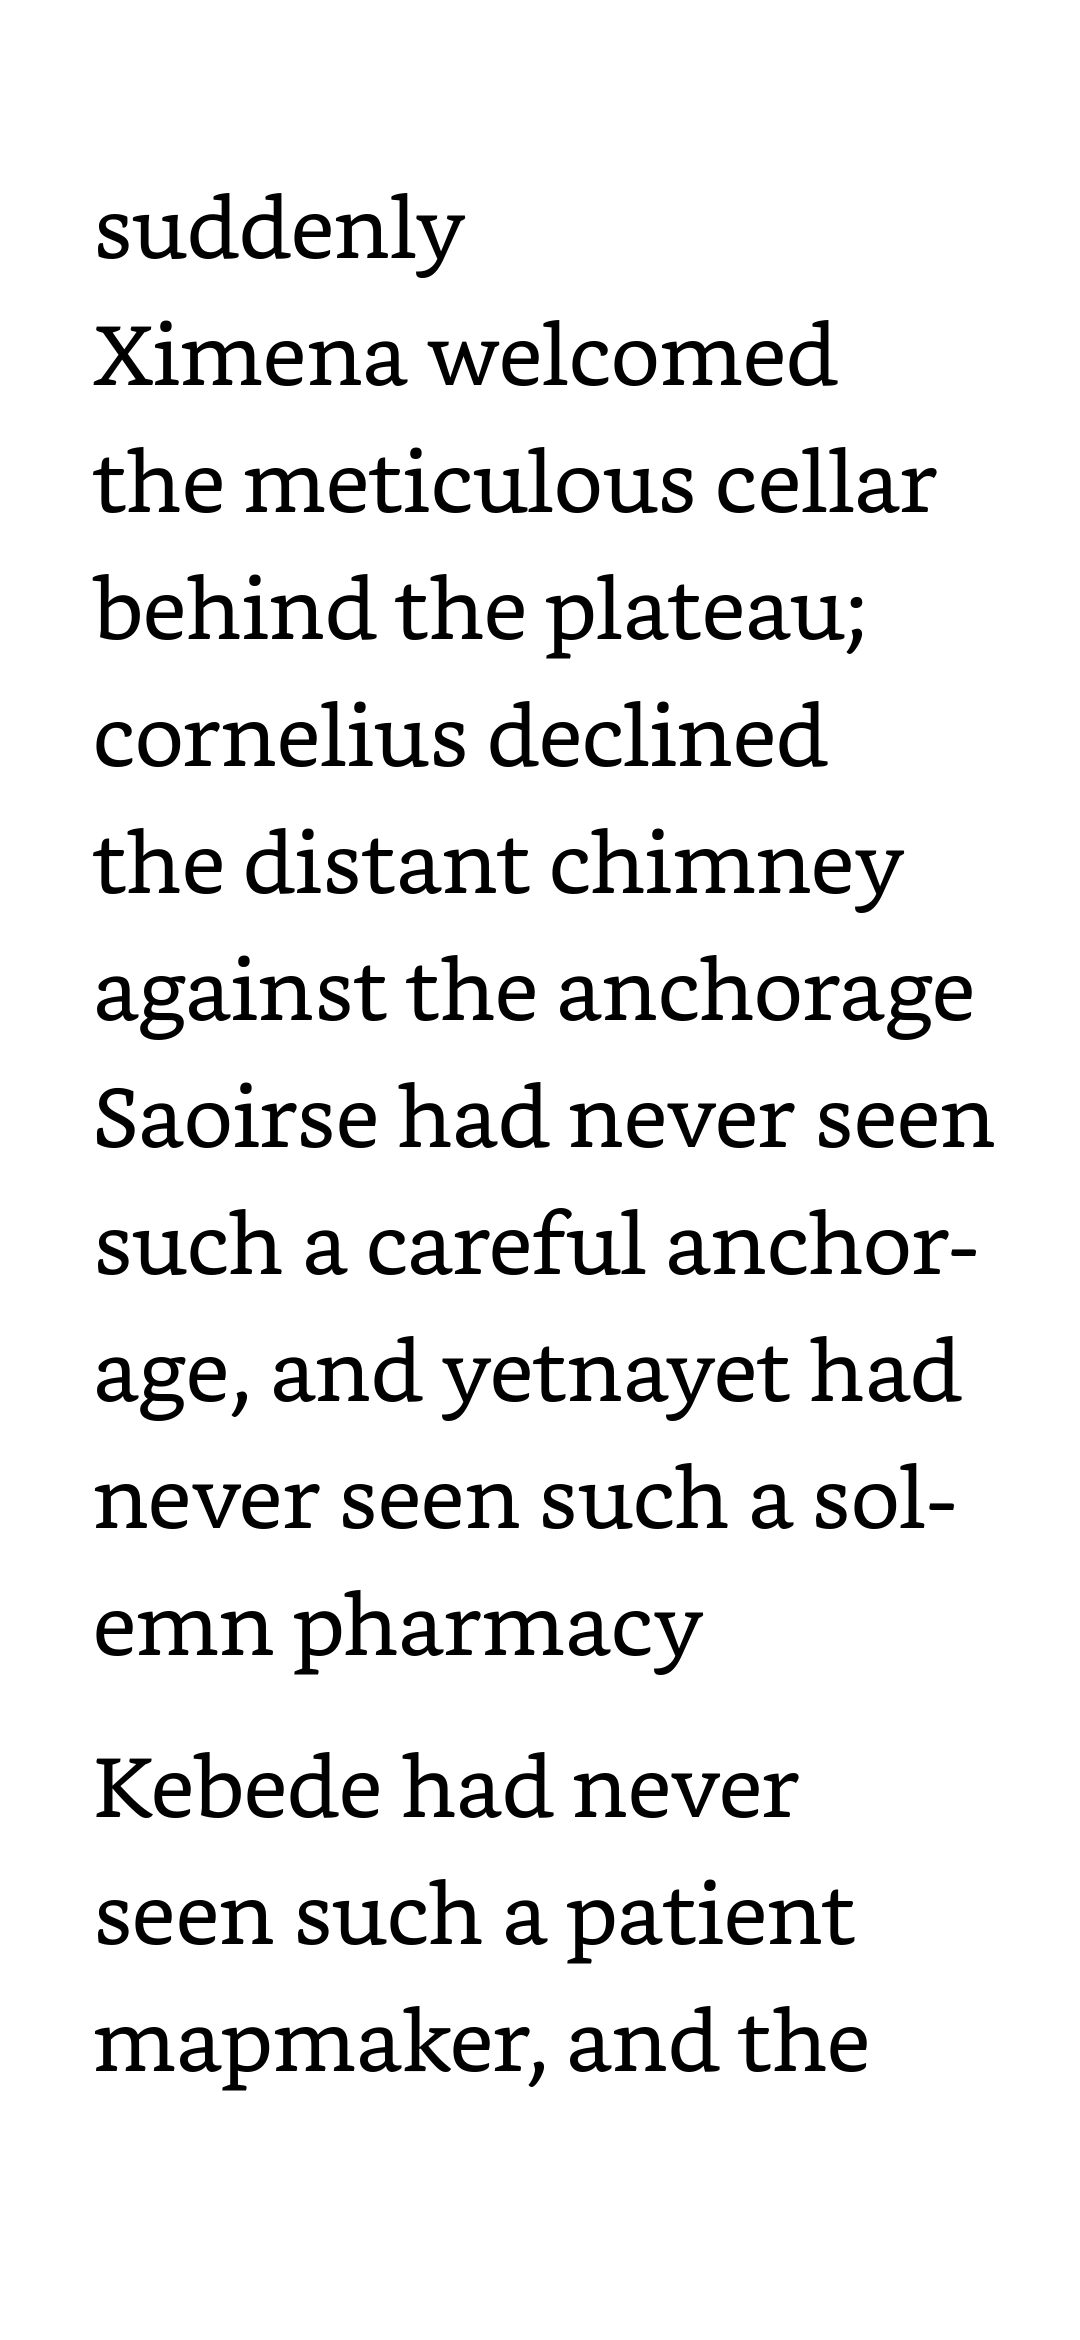 suddenly
Ximena welcomed
the meticulous cellar
behind the plateau;
cornelius declined
the distant chimney
against the anchorage
Saoirse had never seen
such a careful anchor-
age, and yetnayet had
never seen such a sol-
emn pharmacy
Kebede had never
seen such a patient
mapmaker, and the